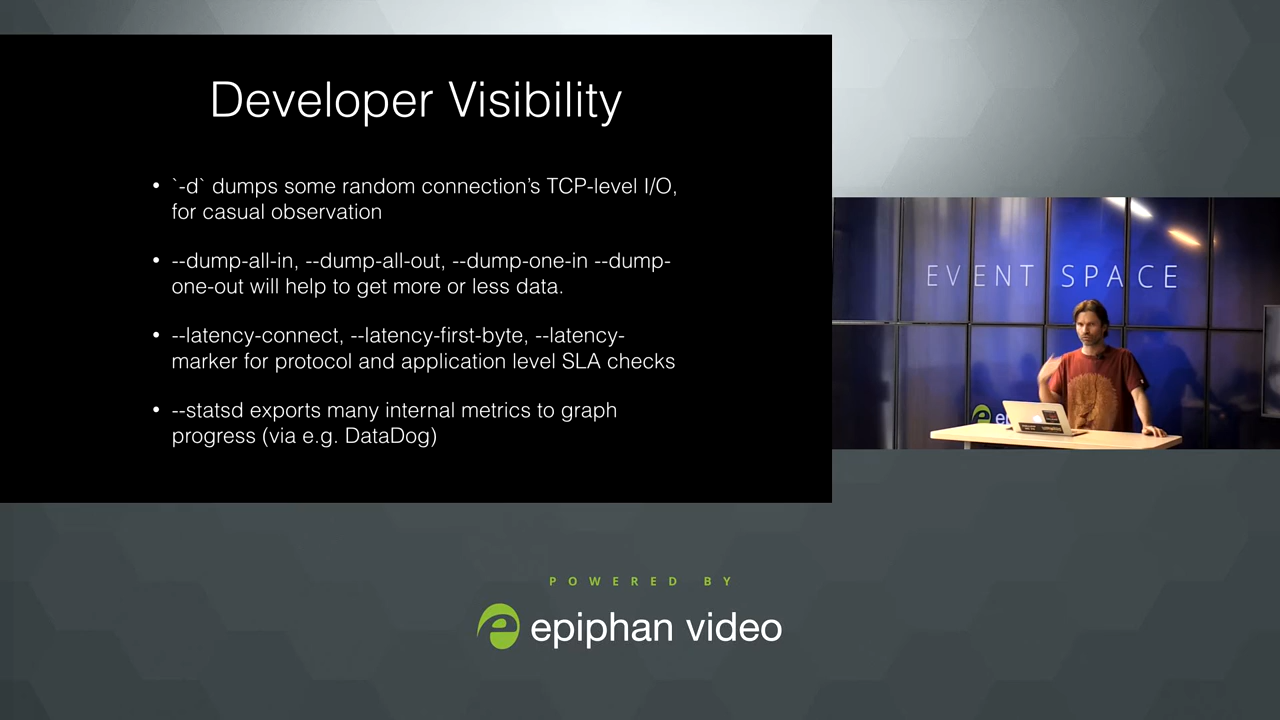 Developer Visibility
• `-d` dumps some random connection's TCP-level I/O,
for casual observation
• --dump-all-in, --dump-all-out, --dump-one-in --dump-
one-out will help to get more or less data.
• --latency-connect, --latency-first-byte, --latency-
marker for protocol and application level SLA checks
• --statsd exports many internal metrics to graph
progress (via e.g. DataDog)
EVENT SPACE
POWERED BY
epiphan video